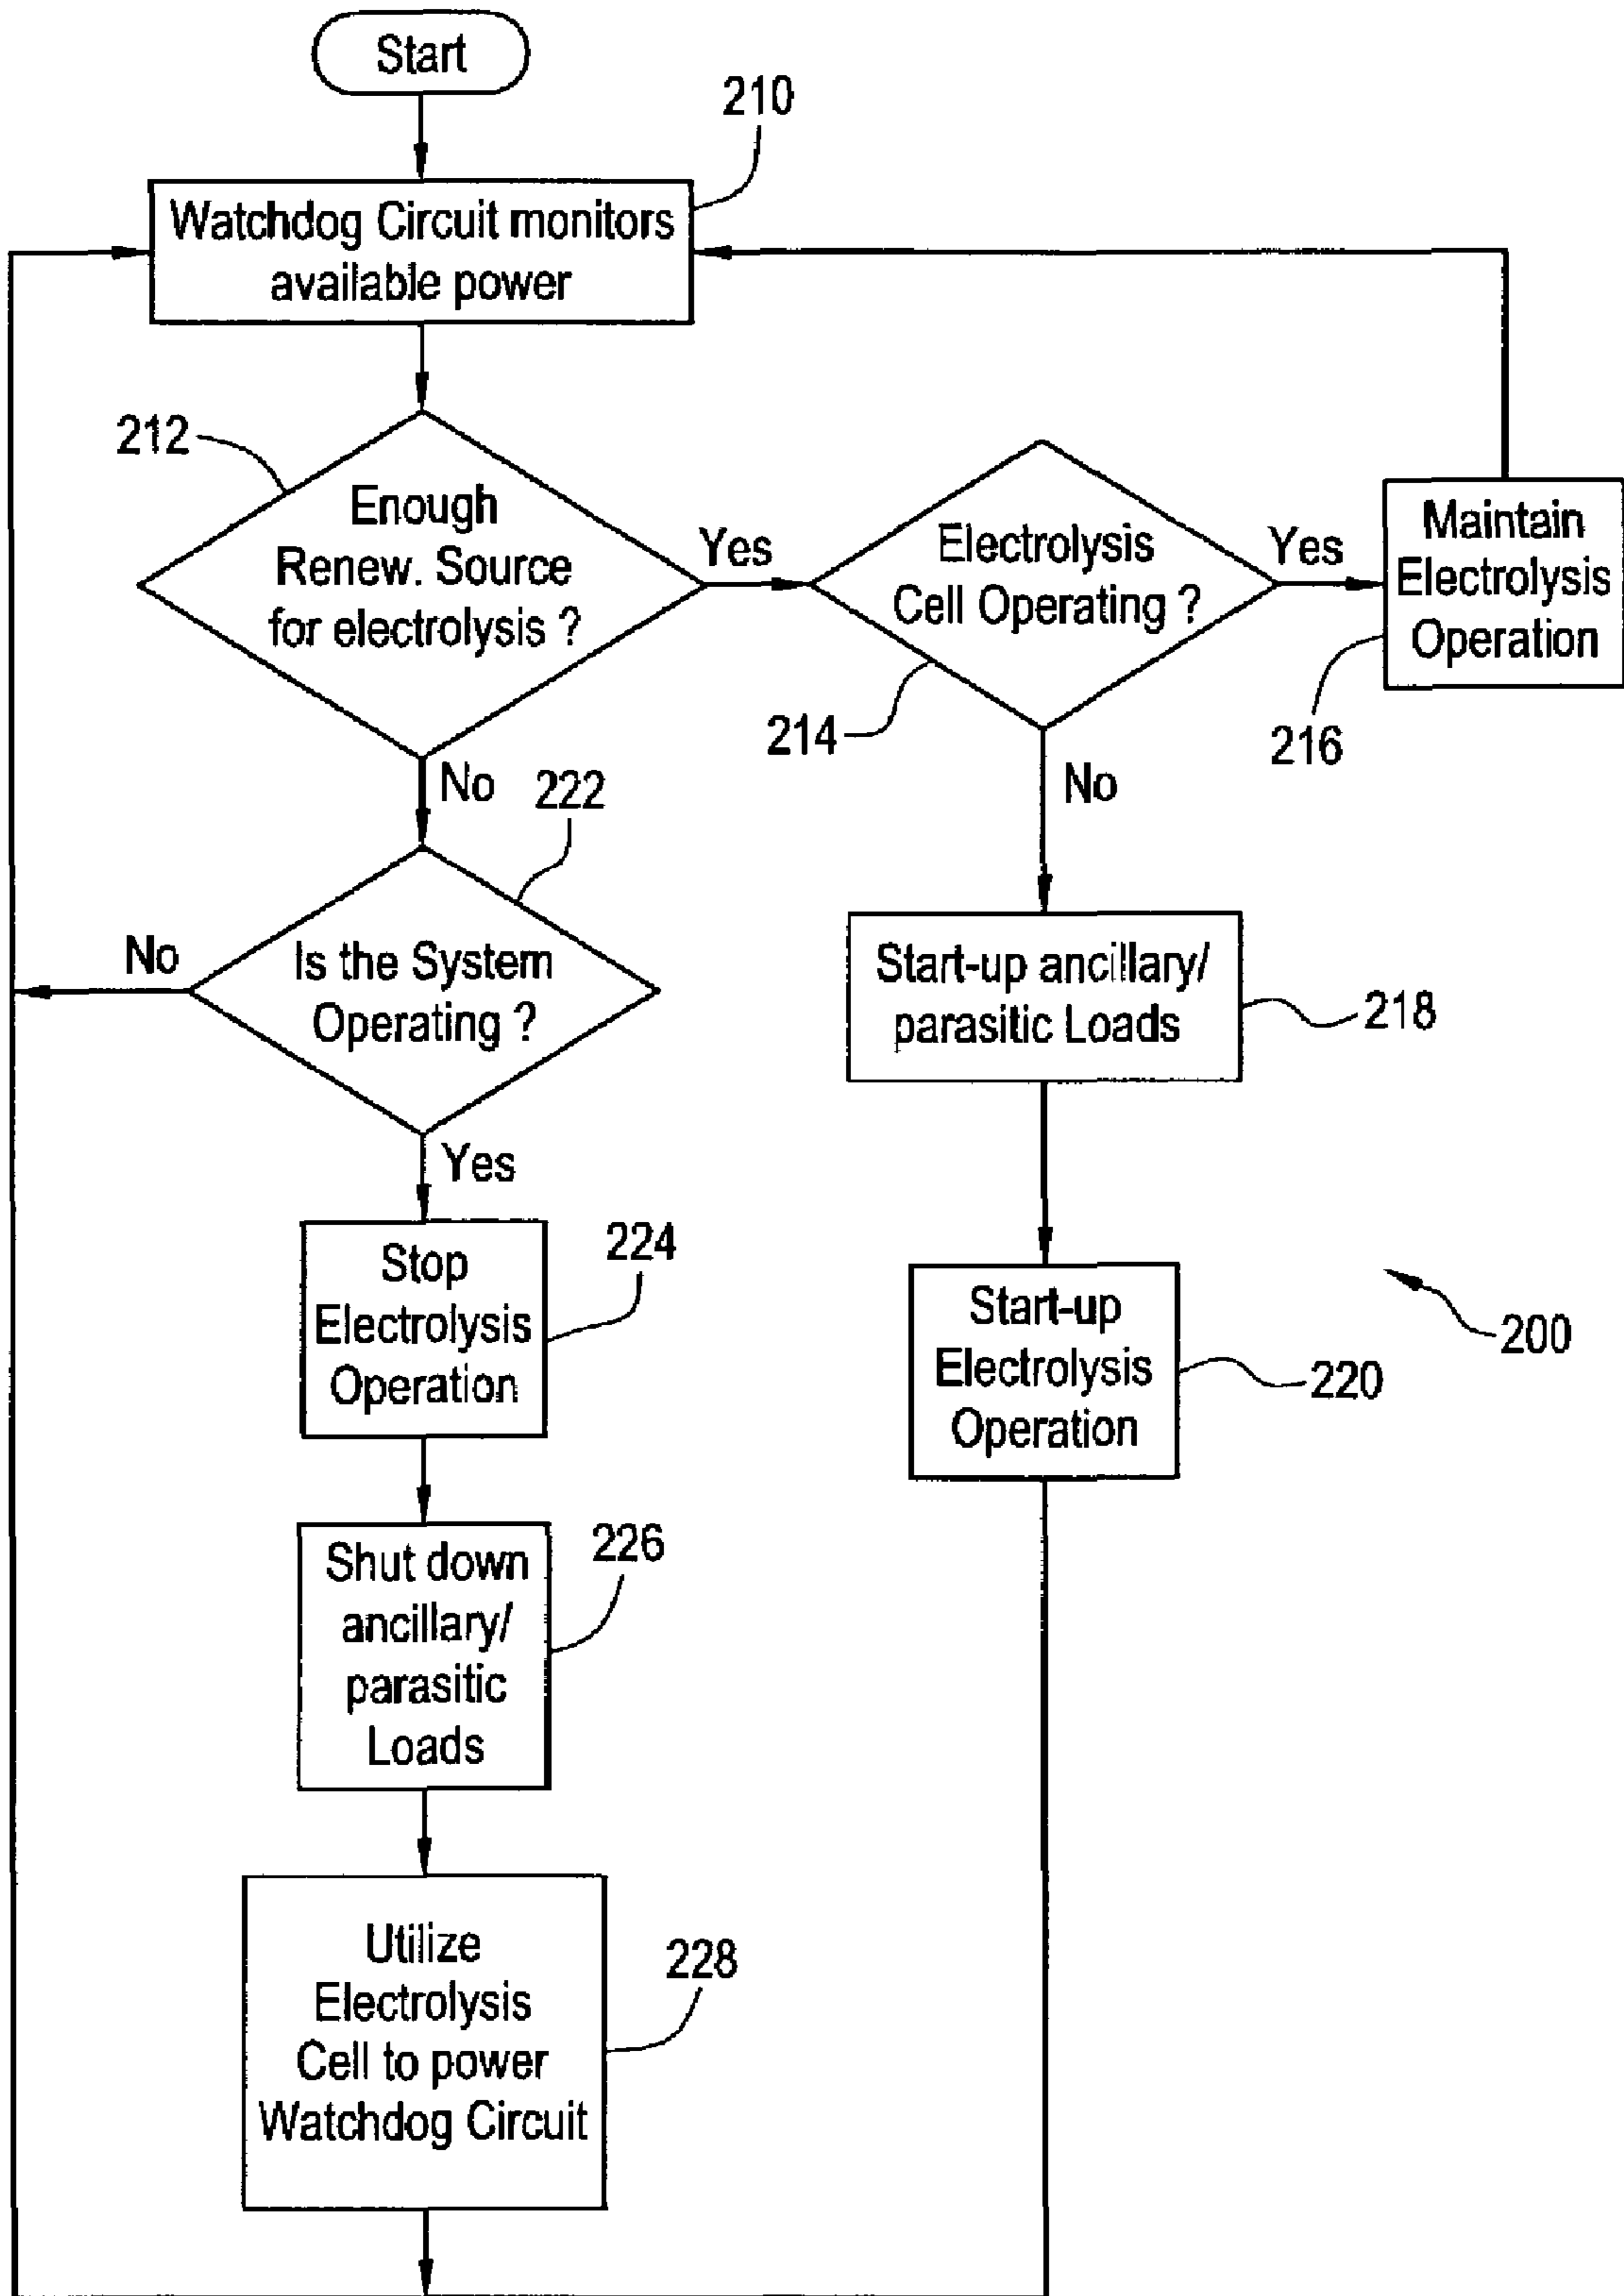 Start
210
Watchdog Circuit monitors
available power
212
Enough
Renew. Source
for electrolysis ?
Yes
Electrolysis
Cell Operating ?
Yes
Maintain
Electrolysis
Operation
214
216
No
222
No
No
Is the System
Operating ?
Start-up ancillary/
parasitic Loads
218
Yes
Stop
Electrolysis
Operation
224
Start-up
Electrolysis
Operation
200
220
Shut down
ancillary/
parasitic
Loads
226
Utilize
Electrolysis
Cell to power
Watchdog Circuit
228